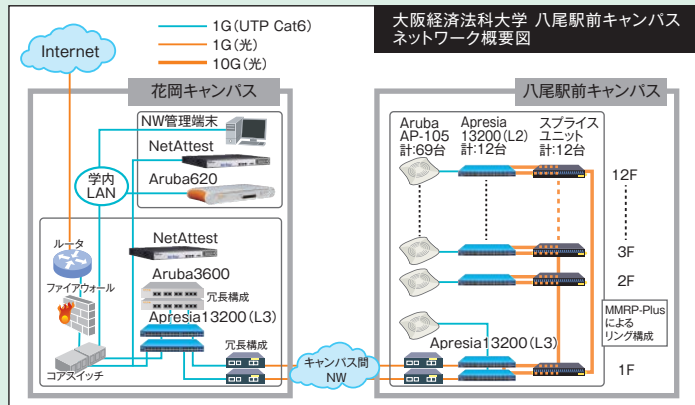 大阪経済法科大学 八尾駅前キャンパス
ネットワーク概要図
1G(UTP Cat6)
1G(光)
10G(光)
Internet
花岡キャンパス
NW管理端末
NetAttest
Aruba620
学内
LAN
ルータ
ファイアウォール
コアスイッチ
NetAttest
Aruba3600
冗長構成
Apresia13200(L3)
冗長構成
キャンパス間
NW
八尾駅前キャンパス
Aruba
AP-105
計:69台
Apresia
13200(L2)
計:12台
スプライス
ユニット
計:12台
12F
3F
2F
MMRP-Plus
による
リング構成
Apresia13200(L3)
1F